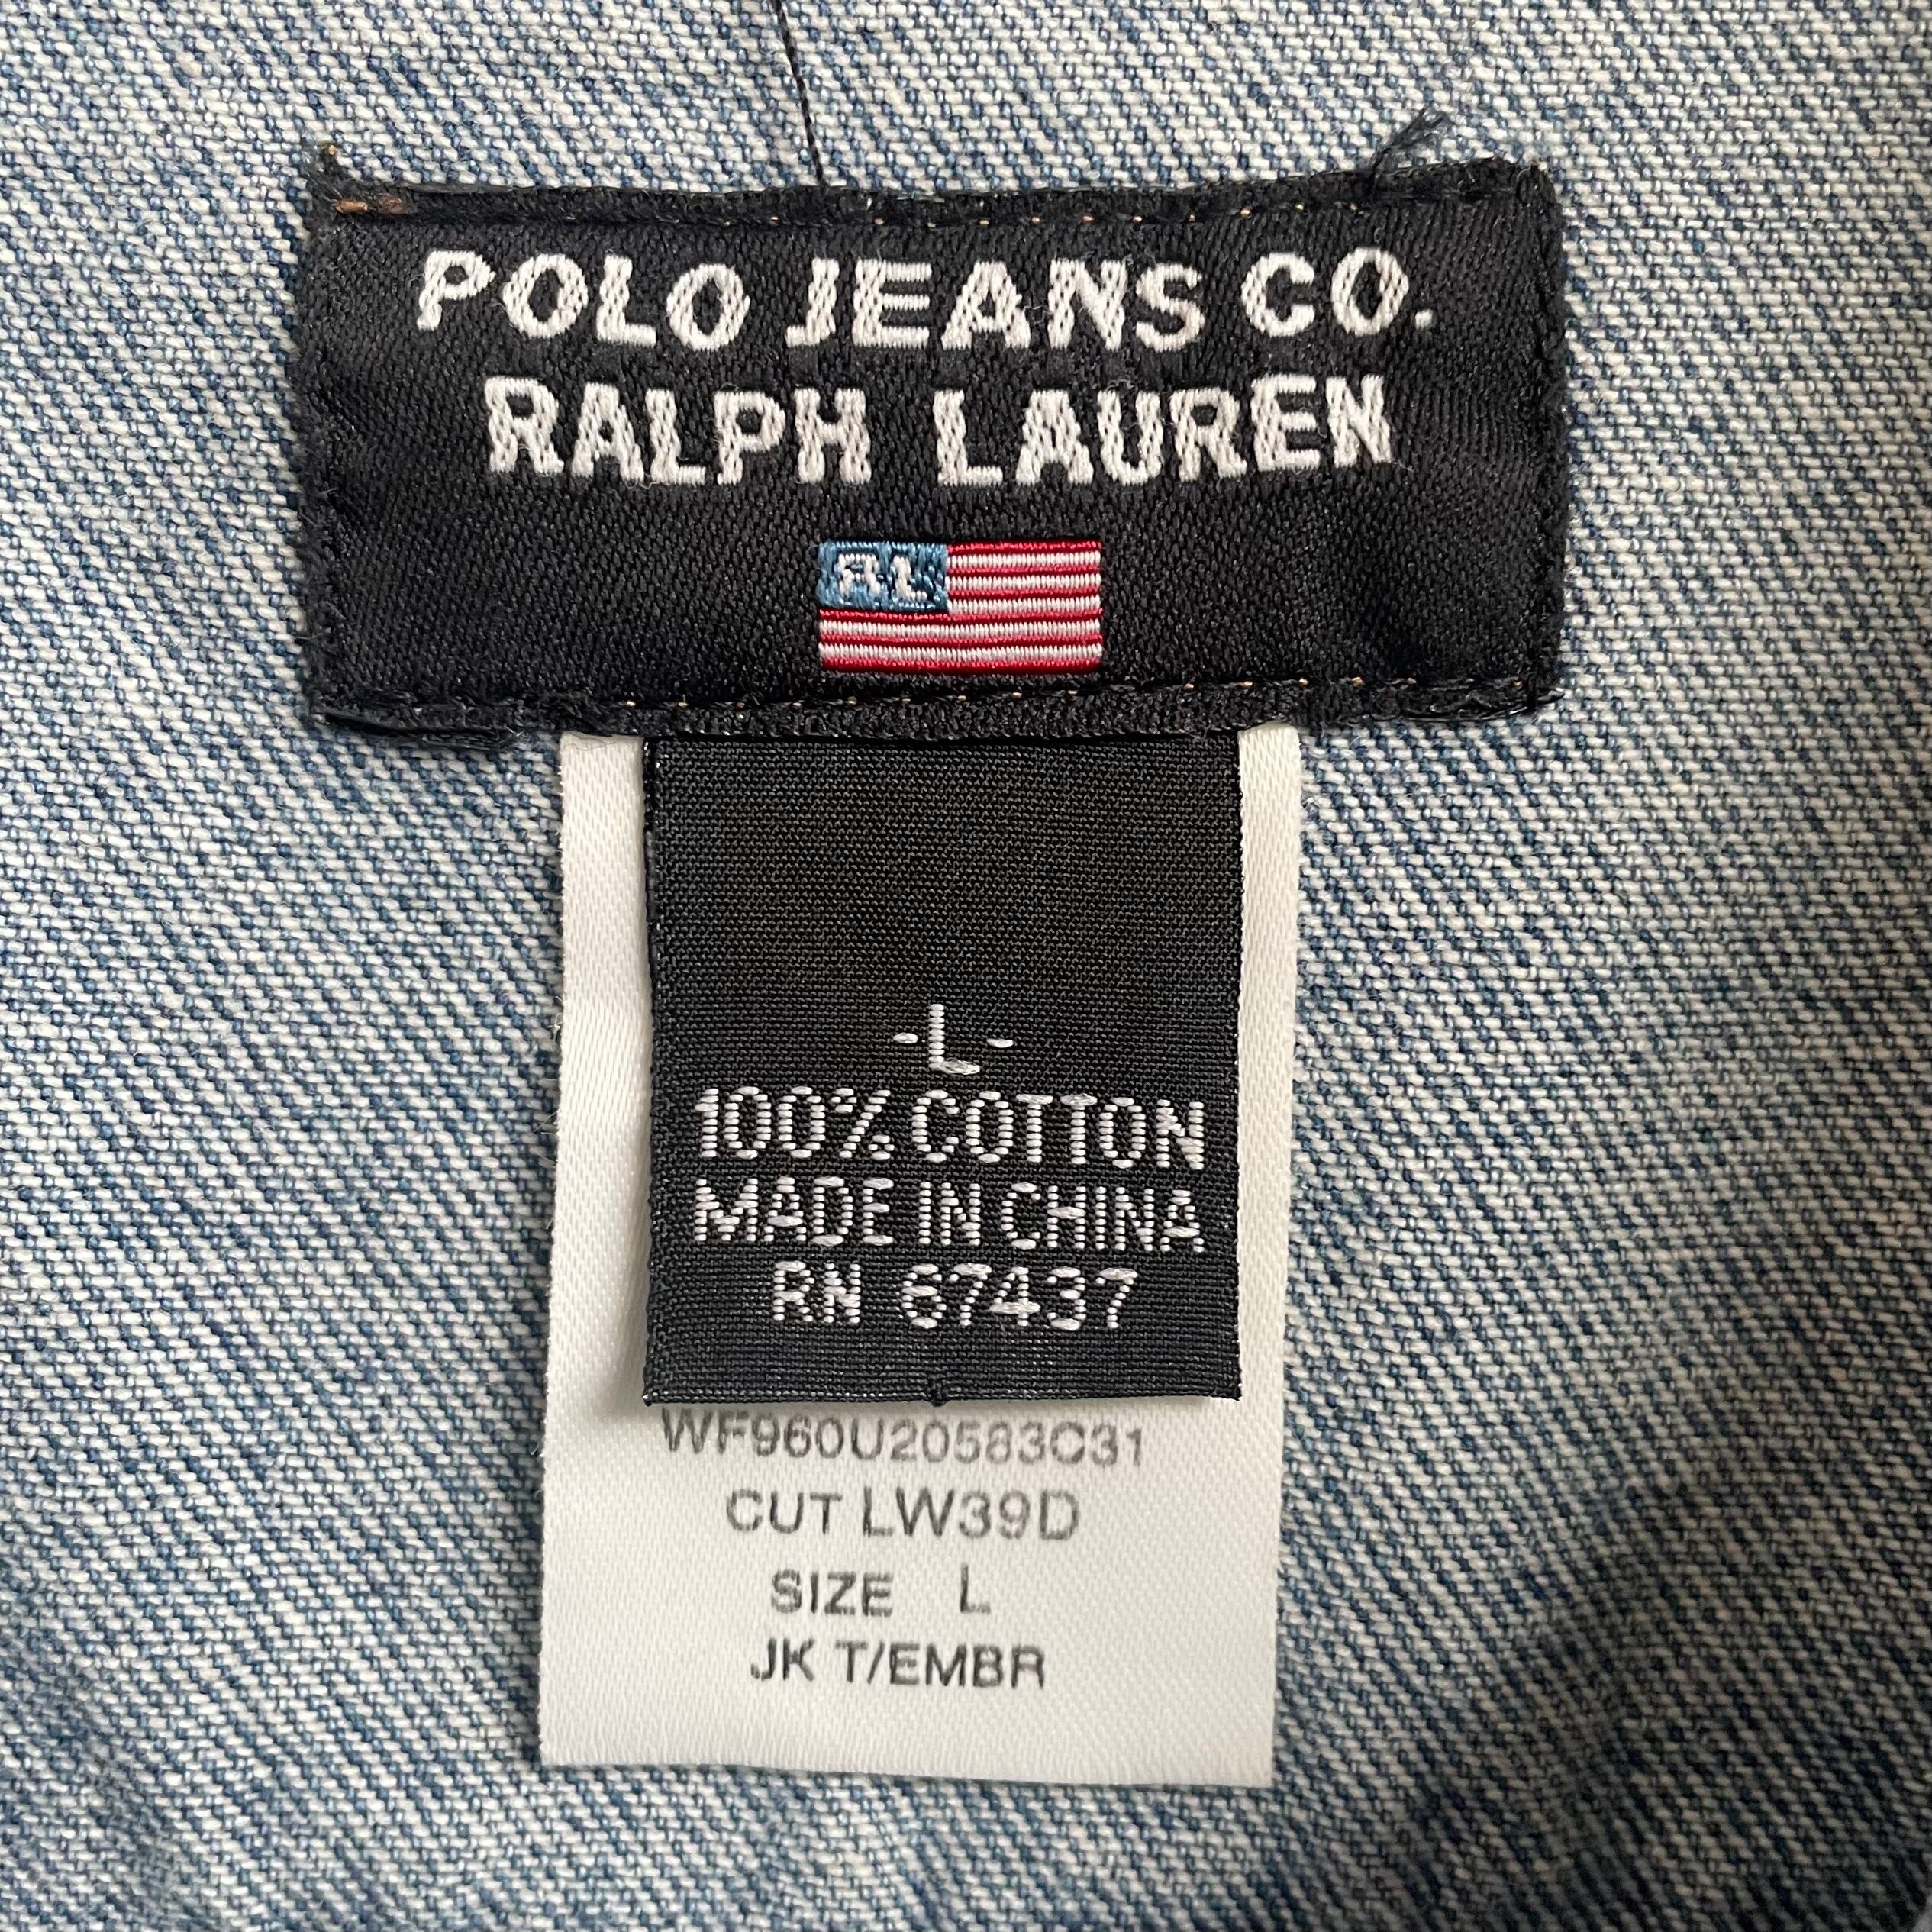 POLO JEANS CO.
RALPH LAUREN
RL
-L-
100% COTTON
MADE IN CHINA
RN 67437
WF960U20583C31
CUT LW39D
SIZE L
JK T/EMBR